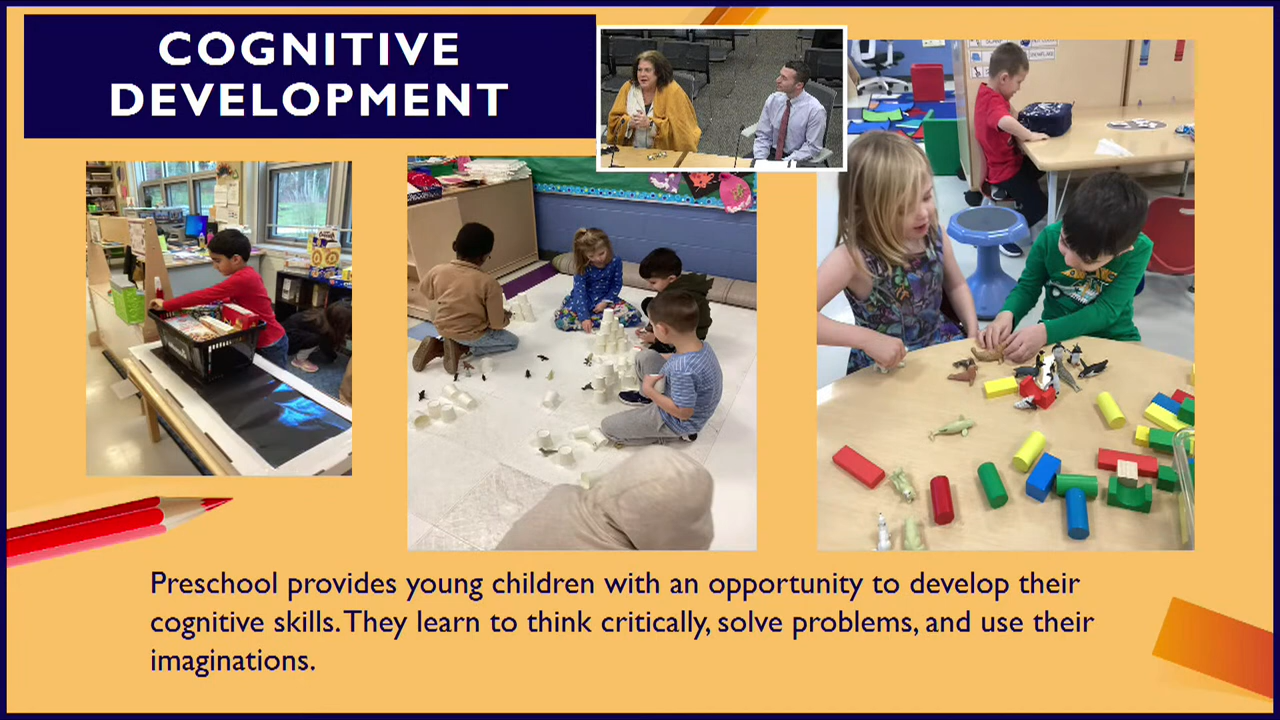 COGNITIVE
DEVELOPMENT
Preschool provides young children with an opportunity to develop their
cognitive skills. They learn to think critically, solve problems, and use their
imaginations.